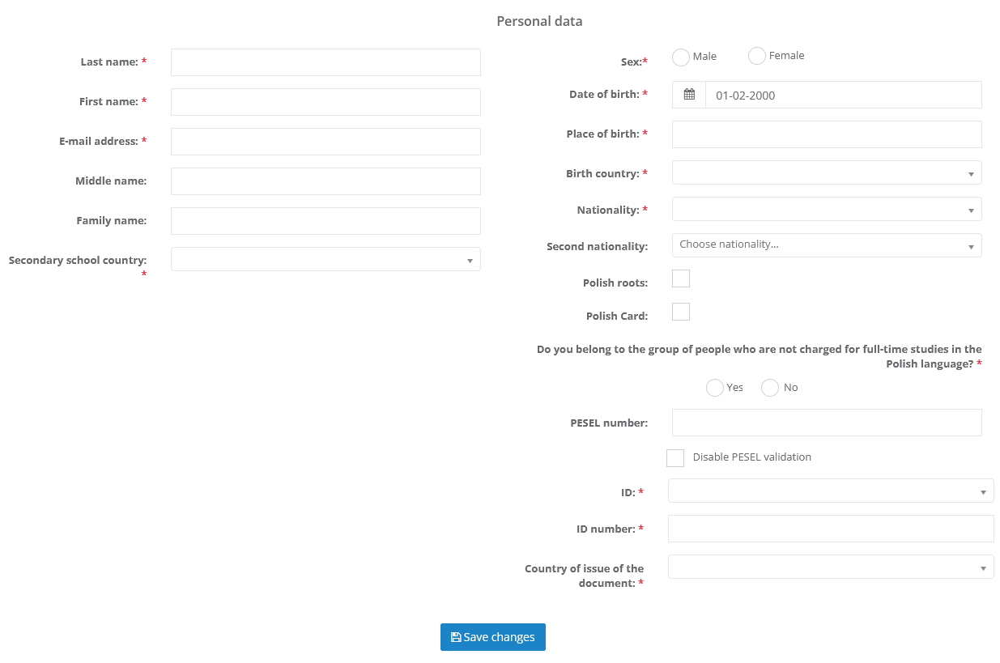 Personal data
Last name: *
First name: *
E-mail address: *
Middle name:
Family name:
Secondary school country:
*
Sex:*
Male
Female
Date of birth: *
01-02-2000
Place of birth: *
Birth country: *
Nationality: *
Second nationality:
Choose nationality...
Polish roots:
Polish Card:
Do you belong to the group of people who are not charged for full-time studies in the
Polish language? *
Yes
No
PESEL number:
Disable PESEL validation
ID: *
ID number: *
Country of issue of the
document: *
Save changes